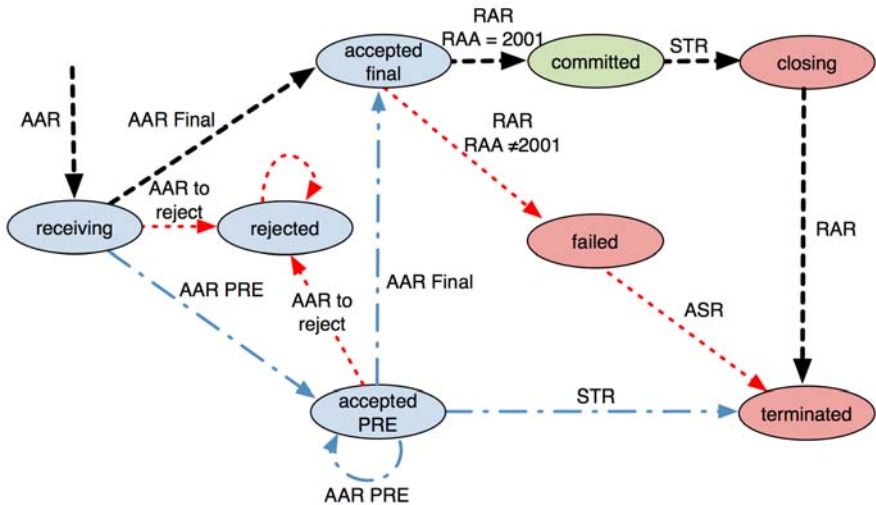 RAR
RAA = 2001
STR
accepted
final
committed
closing
AAR
AAR Final
RAR
RAA ≠2001
AAR to
reject
receiving
rejected
failed
RAR
AAR PRE
AAR to
reject
AAR Final
ASR
accepted
PRE
STR
terminated
AAR PRE